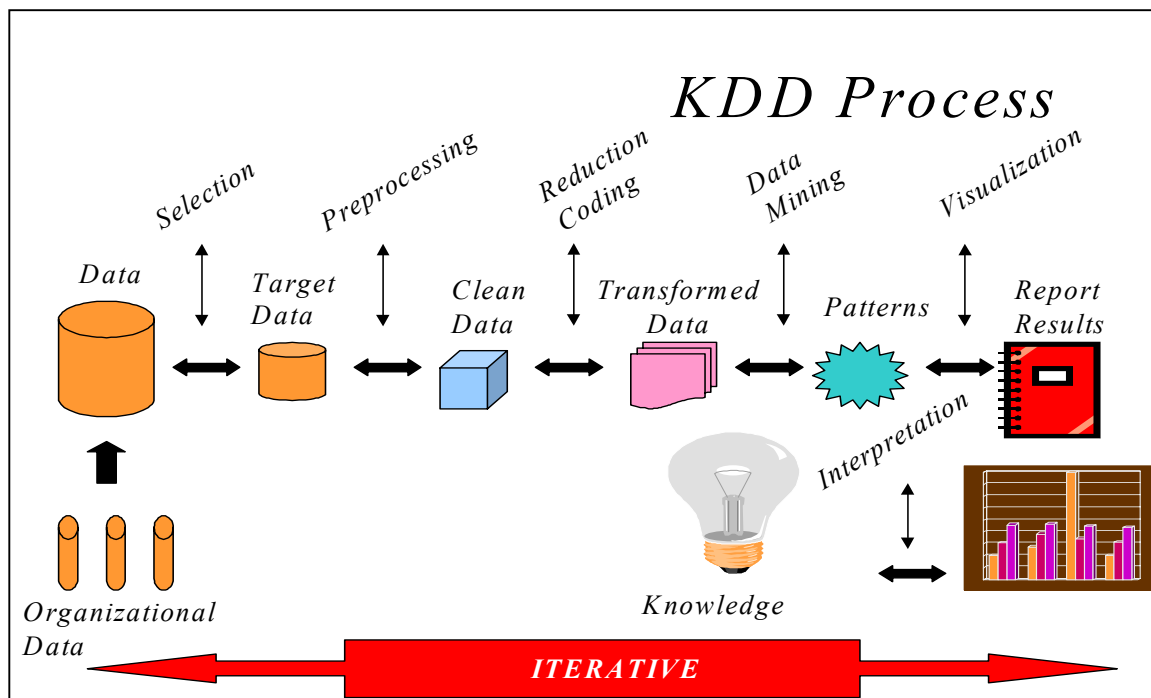 KDD Process
Selection
Preprocessing
Reduction
Coding
Data
Mining
Visualization
Data
Target
Data
Clean
Data
Transformed
Data
Patterns
Report
Results
Interpretation
Organizational
Data
Knowledge
ITERATIVE